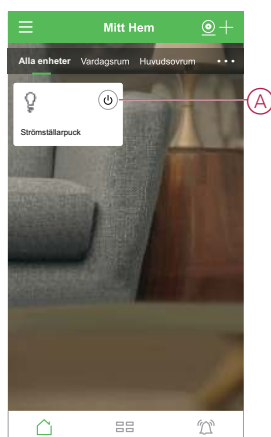 Mitt Hem
Alla enheter Vardagsrum Huvudsovrum ...
Strömställarpuck
A